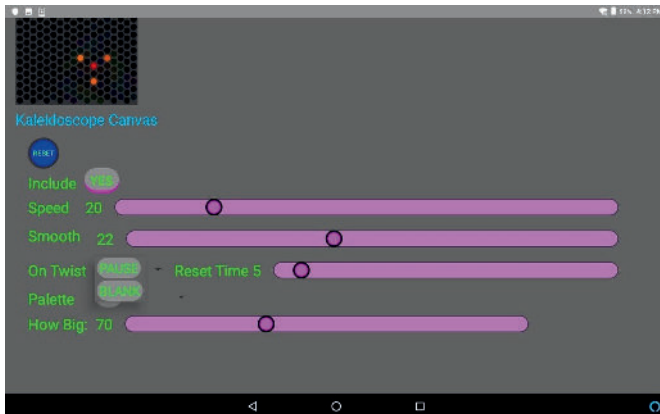 Kaleidoscope Canvas
RESET
Include YES
Speed 20
Smooth 22
On Twist PAUSE Reset Time 5
BLANK
Palette
How Big: 70